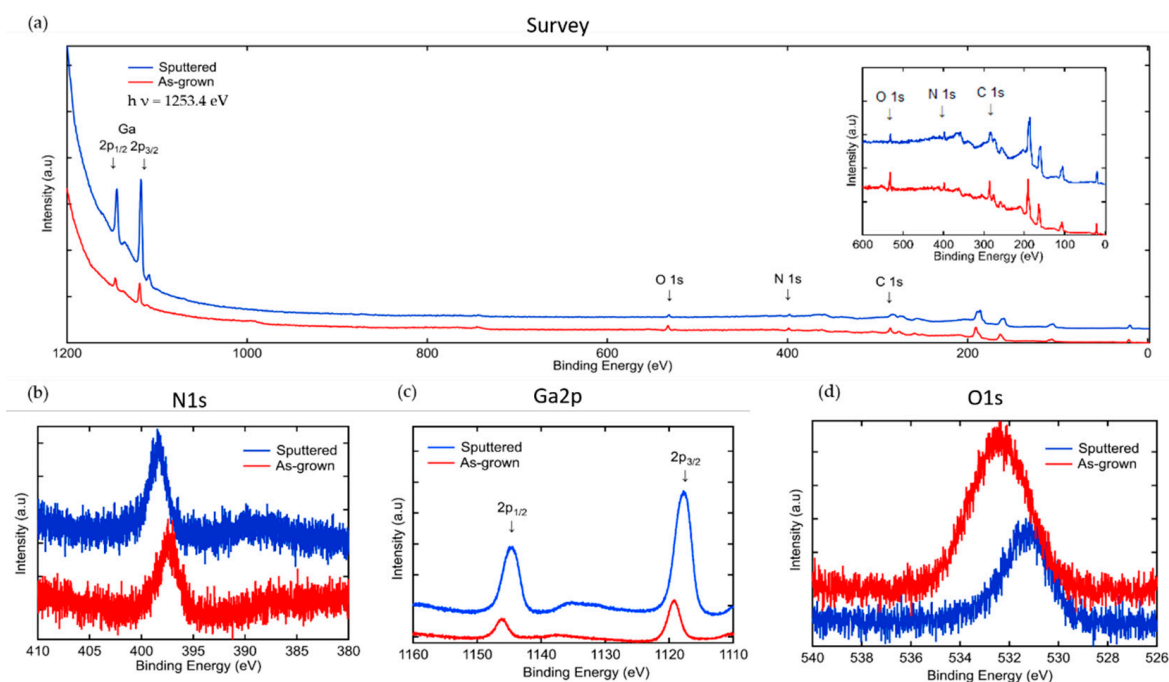 (a)
Survey
Sputtered
As-grown
h ν = 1253.4 eV
Ga
2p1/2 2p3/2
Intensity (a.u)
O 1s
N 1s
C 1s
1200
1000
800
600
400
200
0
Binding Energy (eV)
O 1s
N 1s
C 1s
Intensity (a.u)
600
500
400
300
200
100
0
Binding Energy (eV)
(b)
N1s
Sputtered
As-grown
Intensity (a.u)
410
405
400
395
390
385
380
Binding Energy (eV)
(c)
Ga2p
Sputtered
As-grown
2p1/2
2p3/2
Intensity (a.u)
1160
1150
1140
1130
1120
1110
Binding Energy (eV)
(d)
O1s
Sputtered
As-grown
Intensity (a.u)
540
538
536
534
532
530
528
526
Binding Energy (eV)